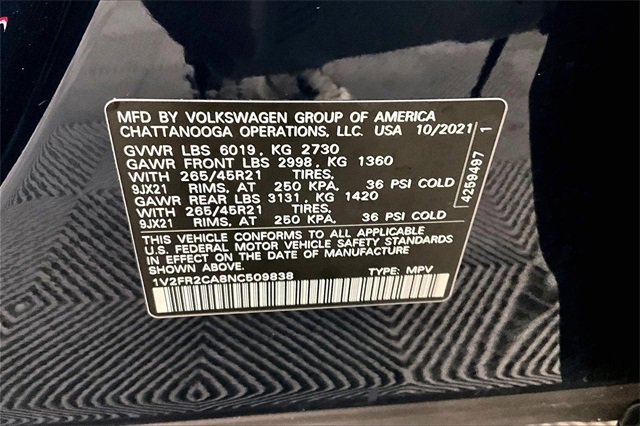 MFD BY VOLKSWAGEN GROUP OF AMERICA
CHATTANOOGA OPERATIONS, LLC. USA 10/2021
GVWR LBS 6019, KG 2730
GAWR FRONT LBS 2998, KG 1360
WITH 265/45R21 TIRES,
9JX21 RIMS, AT 250 KPA, 36 PSI COLD
GAWR REAR LBS 3131, KG 1420
WITH 265/45R21 TIRES,
9JX21 RIMS, AT 250 KPA, 36 PSI COLD
THIS VEHICLE CONFORMS TO ALL APPLICABLE
U.S. FEDERAL MOTOR VEHICLE SAFETY STANDARDS
IN EFFECT ON THE DATE OF MANUFACTURE
SHOWN ABOVE.
1V2FR2CA8NC509838 TYPE: MPV
4259497 1